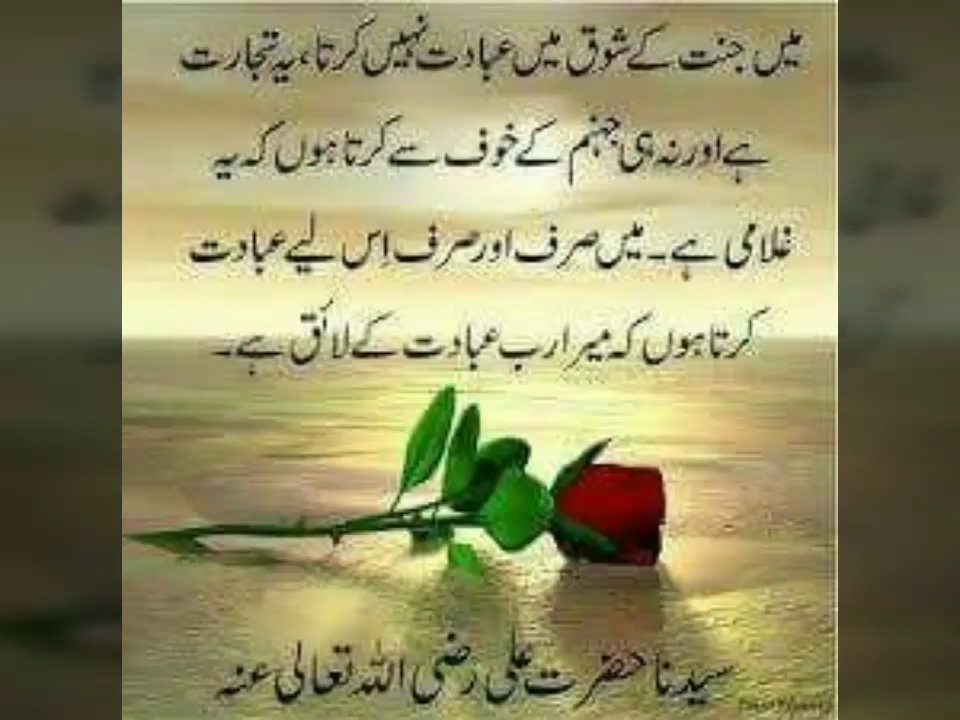 میں جنت کے شوق میں عبادت نہیں کرتا، یہ تجارت
ہے اور نہ ہی جہنم کے خوف سے کرتا ہوں کہ یہ
غلامی ہے۔ میں صرف اور صرف اِس لیے عبادت
کرتا ہوں کہ میرا رب عبادت کے لائق ہے۔
سیدنا حضرت علی رضی اللہ تعالیٰ عنہ